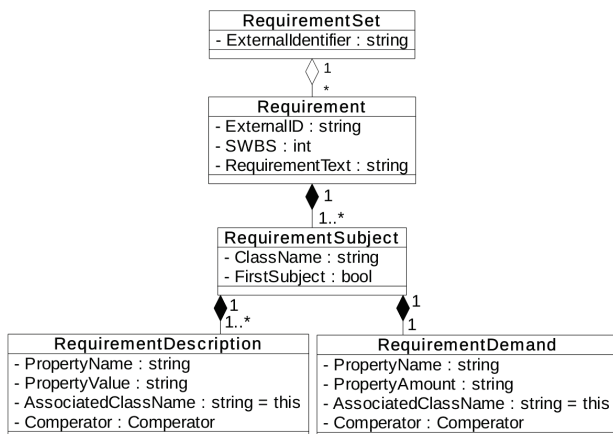 RequirementSet
- ExternalIdentifier : string
1
*
Requirement
- ExternalID : string
- SWBS : int
- RequirementText : string
1
1..*
RequirementSubject
- ClassName : string
- FirstSubject : bool
1
1..*
1
1
RequirementDescription
- PropertyName : string
- PropertyValue : string
- AssociatedClassName : string = this
- Comperator : Comperator
RequirementDemand
- PropertyName : string
- PropertyAmount : string
- AssociatedClassName : string = this
- Comperator : Comperator